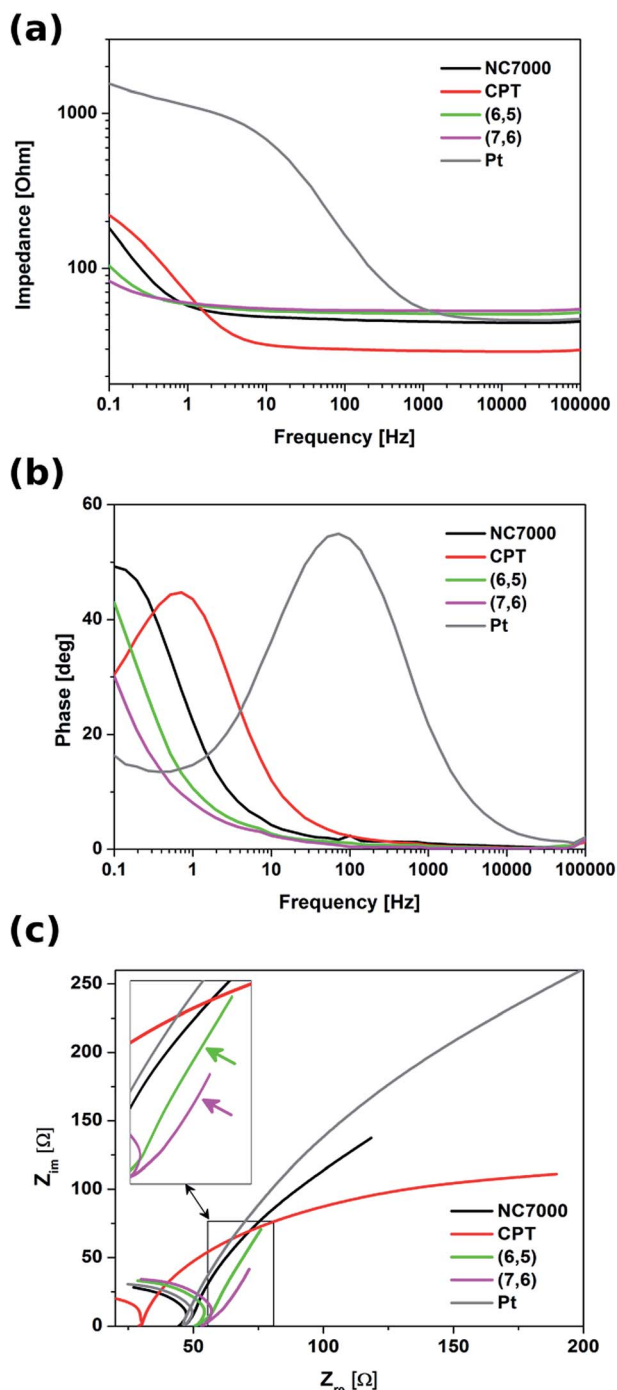 (a)
1000
100
Impedance [Ohm]
NC7000
CPT
(6,5)
(7,6)
Pt
0.1 1 10 100 1000 10000 100000
Frequency [Hz]
(b)
60
40
20
0
Phase [deg]
NC7000
CPT
(6,5)
(7,6)
Pt
0.1 1 10 100 1000 10000 100000
Frequency [Hz]
(c)
250
200
150
100
50
0
Zim [Ω]
NC7000
CPT
(6,5)
(7,6)
Pt
50 100 150 200
Zre [Ω]